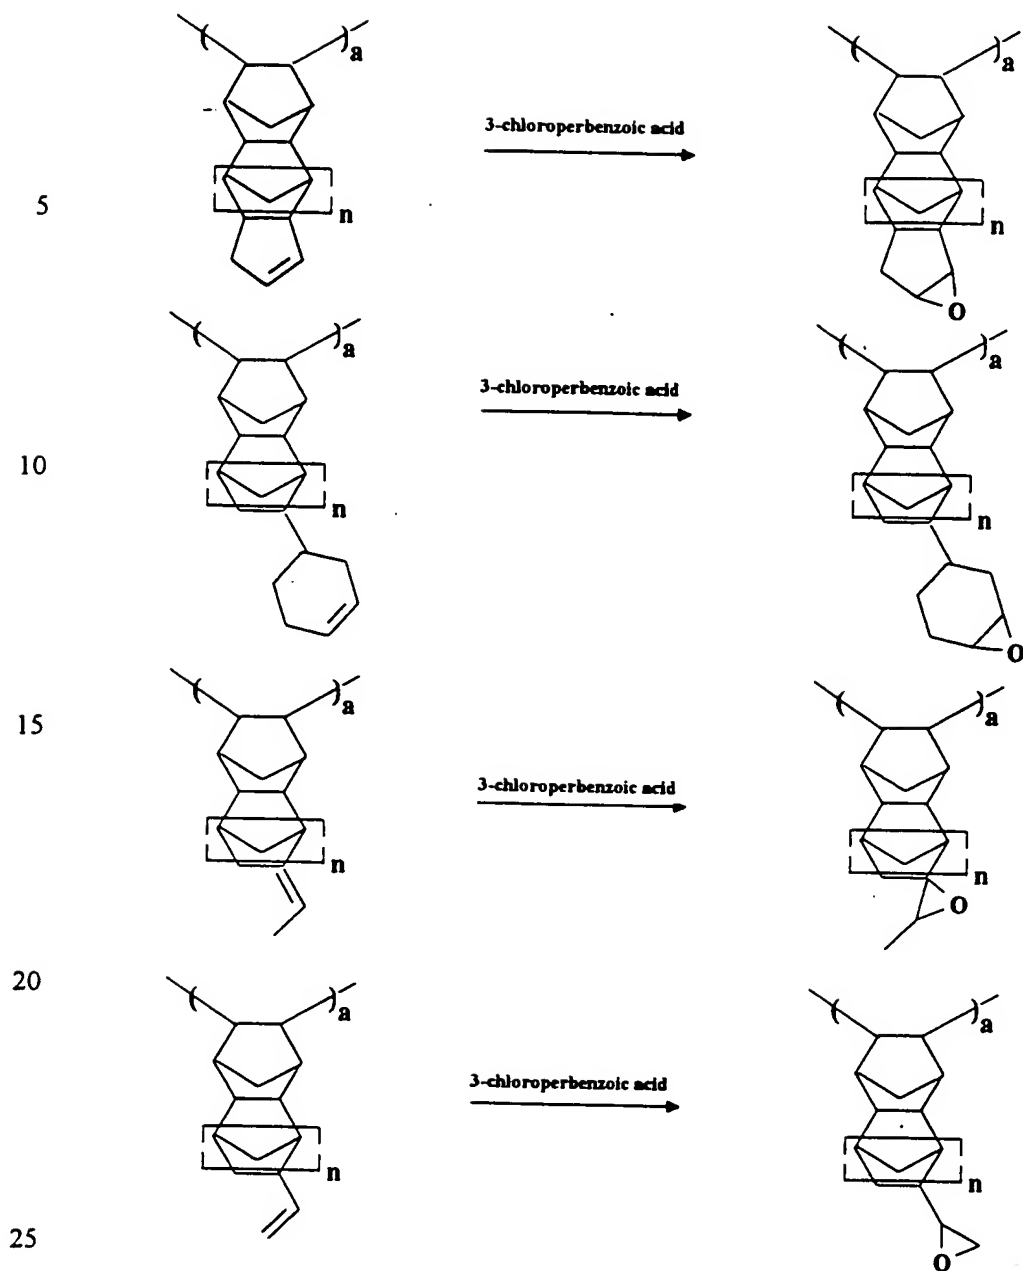 ( )a ( )a
3-chloroperbenzoic acid
5
n n
O
( )a ( )a
3-chloroperbenzoic acid
10
n n
O
( )a ( )a
15
3-chloroperbenzoic acid
n n
O
20
( )a ( )a
3-chloroperbenzoic acid
n n
25
O